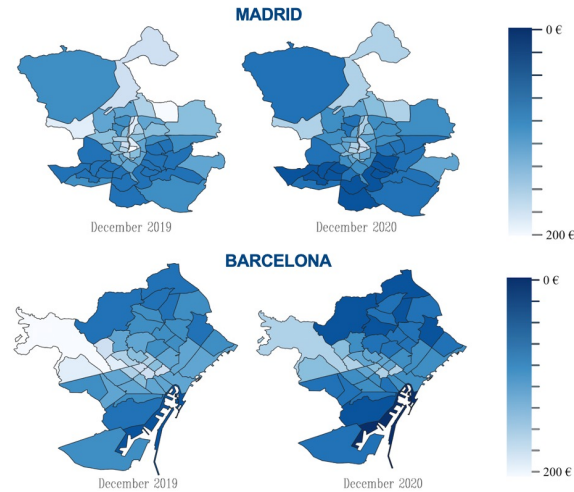 MADRID
0 €
200 €
December 2019
December 2020
BARCELONA
0 €
200 €
December 2019
December 2020